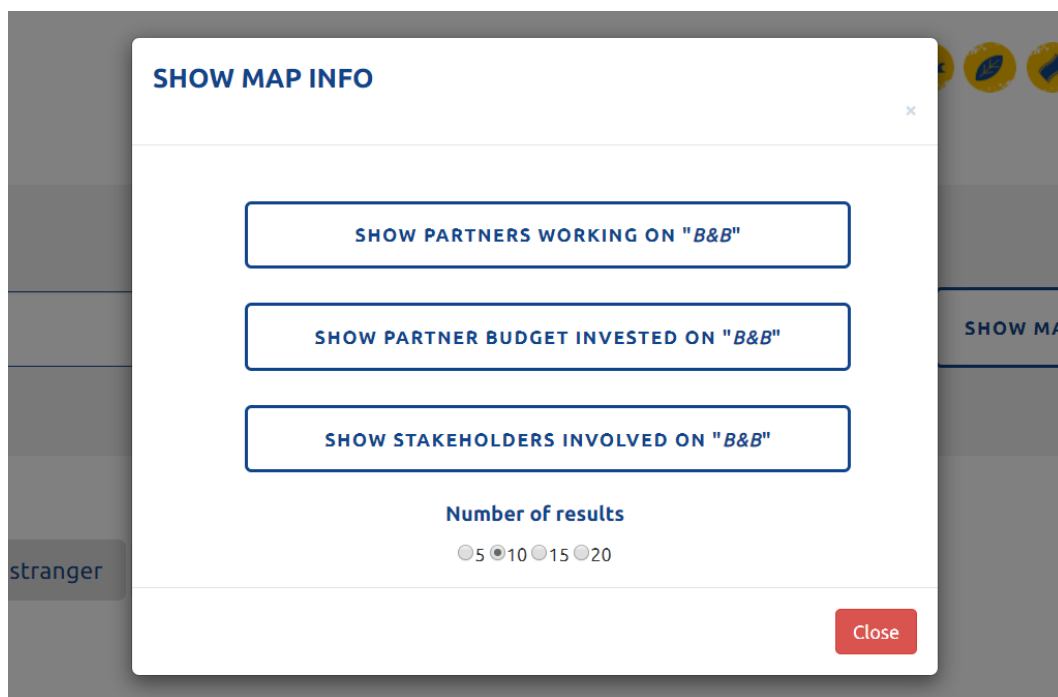 SHOW MAP INFO
×
SHOW PARTNERS WORKING ON "B&B"
SHOW PARTNER BUDGET INVESTED ON "B&B"
SHOW MA
SHOW STAKEHOLDERS INVOLVED ON "B&B"
Number of results
5 10 15 20
stranger
Close